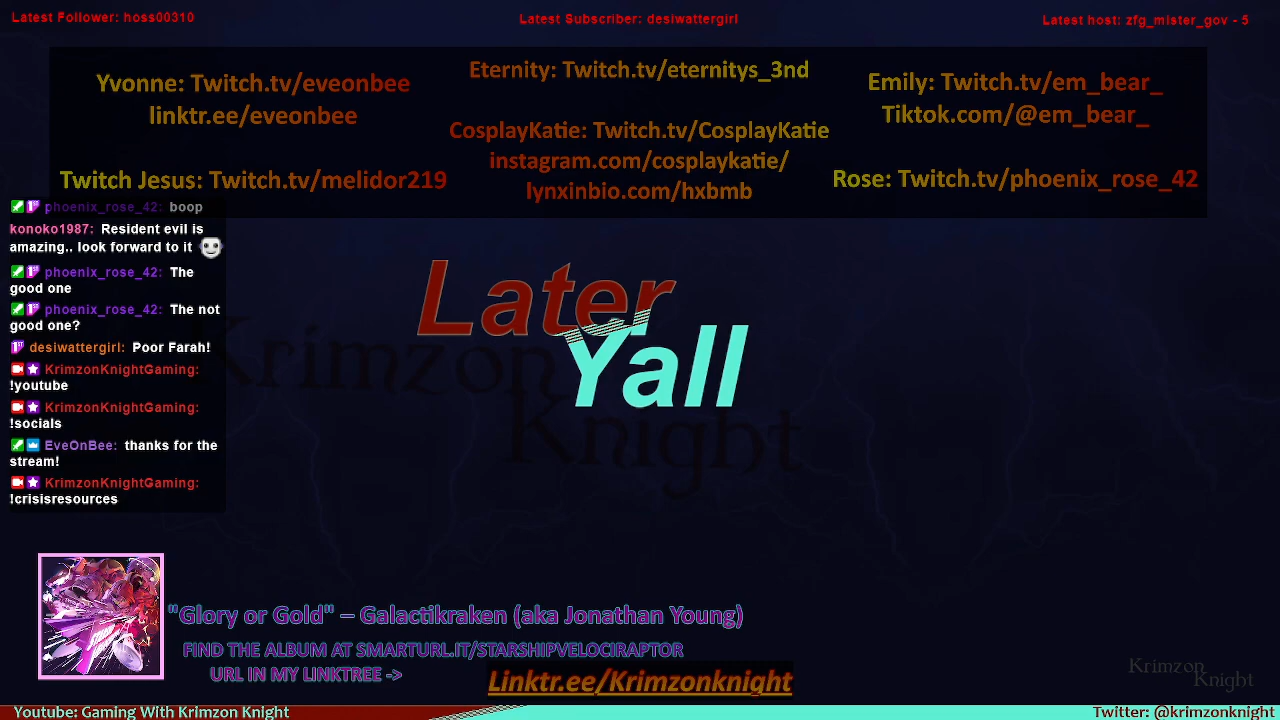 Latest Follower: hoss00310
Latest Subscriber: desiwattergirl
Latest host: zfg_mister_gov - 5
Yvonne: Twitch.tv/eveonbee
linktr.ee/eveonbee
Eternity: Twitch.tv/eternitys_3nd
Emily: Twitch.tv/em_bear_
Tiktok.com/@em_bear_
CosplayKatie: Twitch.tv/CosplayKatie
instagram.com/cosplaykatie/
lynxinbio.com/hxbmb
Twitch Jesus: Twitch.tv/melidor219
Rose: Twitch.tv/phoenix_rose_42
phoenix_rose_42: boop
konoko1987: Resident evil is
amazing.. look forward to it
phoenix_rose_42: The
good one
phoenix_rose_42: The not
good one?
desiwattergirl: Poor Farah!
KrimzonKnightGaming:
!youtube
KrimzonKnightGaming:
!socials
EveOnBee: thanks for the
stream!
KrimzonKnightGaming:
!crisisresources
Later
Yall
Krimzon
Knight
"Glory or Gold" – Galactikraken (aka Jonathan Young)
FIND THE ALBUM AT SMARTURL.IT/STARSHIPVELOCIRAPTOR
URL IN MY LINKTREE ->
Linktr.ee/Krimzonknight
Krimzon
Knight
Youtube: Gaming With Krimzon Knight
Twitter: @krimzonknight